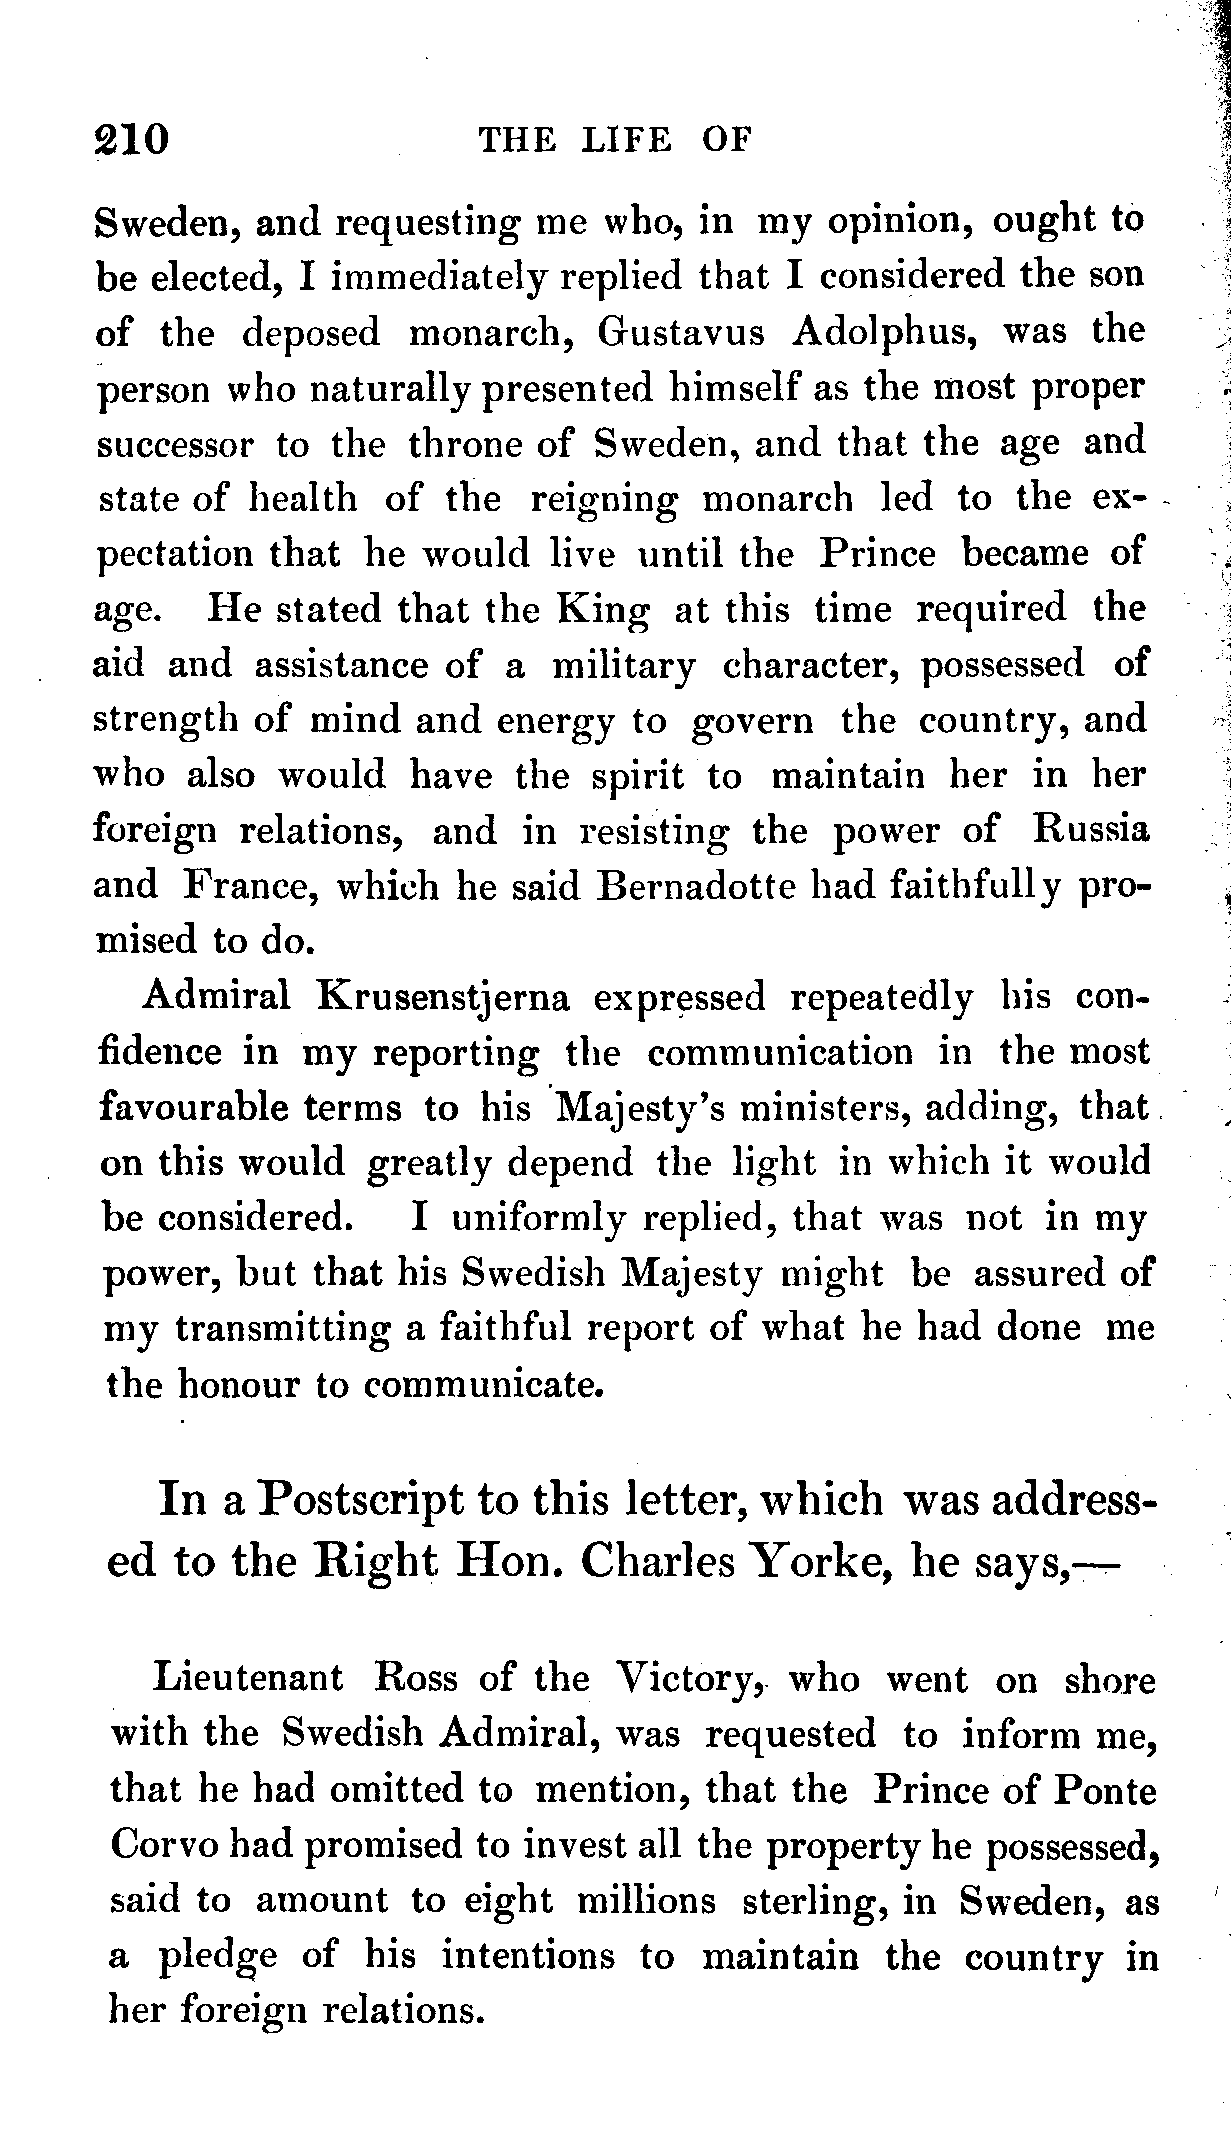 210 THE LIFE OF
Sweden, and requesting me who, in my opinion, ought to
be elected, I immediately replied that I considered the son
of the deposed monarch, Gustavus Adolphus, was the
person who naturally presented himself as the most proper
successor to the throne of Sweden, and that the age and
state of health of the reigning monarch led to the ex-
pectation that he would live until the Prince became of
age. He stated that the King at this time required the
aid and assistance of a military character, possessed of
strength of mind and energy to govern the country, and
who also would have the spirit to maintain her in her
foreign relations, and in resisting the power of Russia
and France, which he said Bernadotte had faithfully pro-
mised to do.
Admiral Krusenstjerna expressed repeatedly his con-
fidence in my reporting the communication in the most
favourable terms to his Majesty's ministers, adding, that
on this would greatly depend the light in which it would
be considered. I uniformly replied, that was not in my
power, but that his Swedish Majesty might be assured of
my transmitting a faithful report of what he had done me
the honour to communicate.
In a Postscript to this letter, which was address-
ed to the Right Hon. Charles Yorke, he says,—
Lieutenant Ross of the Victory, who went on shore
with the Swedish Admiral, was requested to inform me,
that he had omitted to mention, that the Prince of Ponte
Corvo had promised to invest all the property he possessed,
said to amount to eight millions sterling, in Sweden, as
a pledge of his intentions to maintain the country in
her foreign relations.